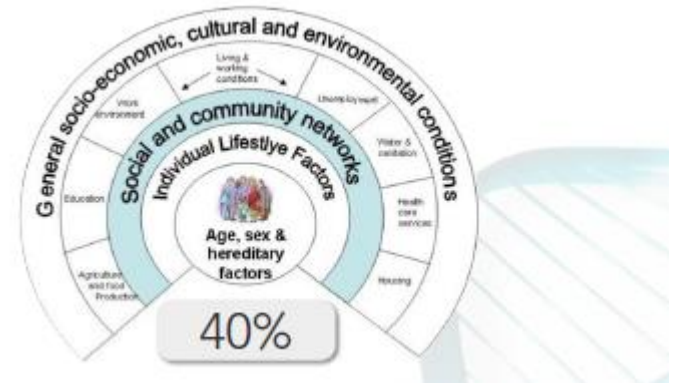 General socio-economic, cultural and environmental conditions
Living &
working
conditions
Work
environment
Unemployment
Education
Water &
sanitation
Agriculture
and food
Production
Health
care
services
Housing
Social and community networks
Individual Lifestlye Factors
Age, sex &
hereditary
factors
40%